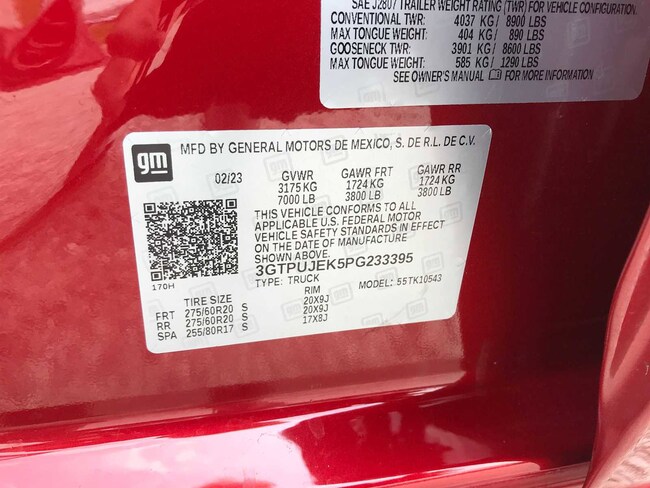 SAE J2807 TRAILER WEIGHT RATING (TWR) FOR VEHICLE CONFIGURATION.
CONVENTIONAL TWR: 4037 KG / 8900 LBS
MAX TONGUE WEIGHT: 404 KG / 890 LBS
GOOSENECK TWR: 3901 KG / 8600 LBS
MAX TONGUE WEIGHT: 585 KG / 1290 LBS
SEE OWNER'S MANUAL FOR MORE INFORMATION
gm MFD BY GENERAL MOTORS DE MEXICO, S. DE R.L. DE C.V.
02/23 GVWR GAWR FRT GAWR RR
3175 KG 1724 KG 1724 KG
7000 LB 3800 LB 3800 LB
THIS VEHICLE CONFORMS TO ALL
APPLICABLE U.S. FEDERAL MOTOR
VEHICLE SAFETY STANDARDS IN EFFECT
ON THE DATE OF MANUFACTURE
SHOWN ABOVE.
3GTPUJEK5PG233395
170H TYPE: TRUCK MODEL: 55TK10543
TIRE SIZE RIM
FRT 275/60R20 S 20X9J
RR 275/60R20 S 20X9J
SPA 255/80R17 S 17X8J